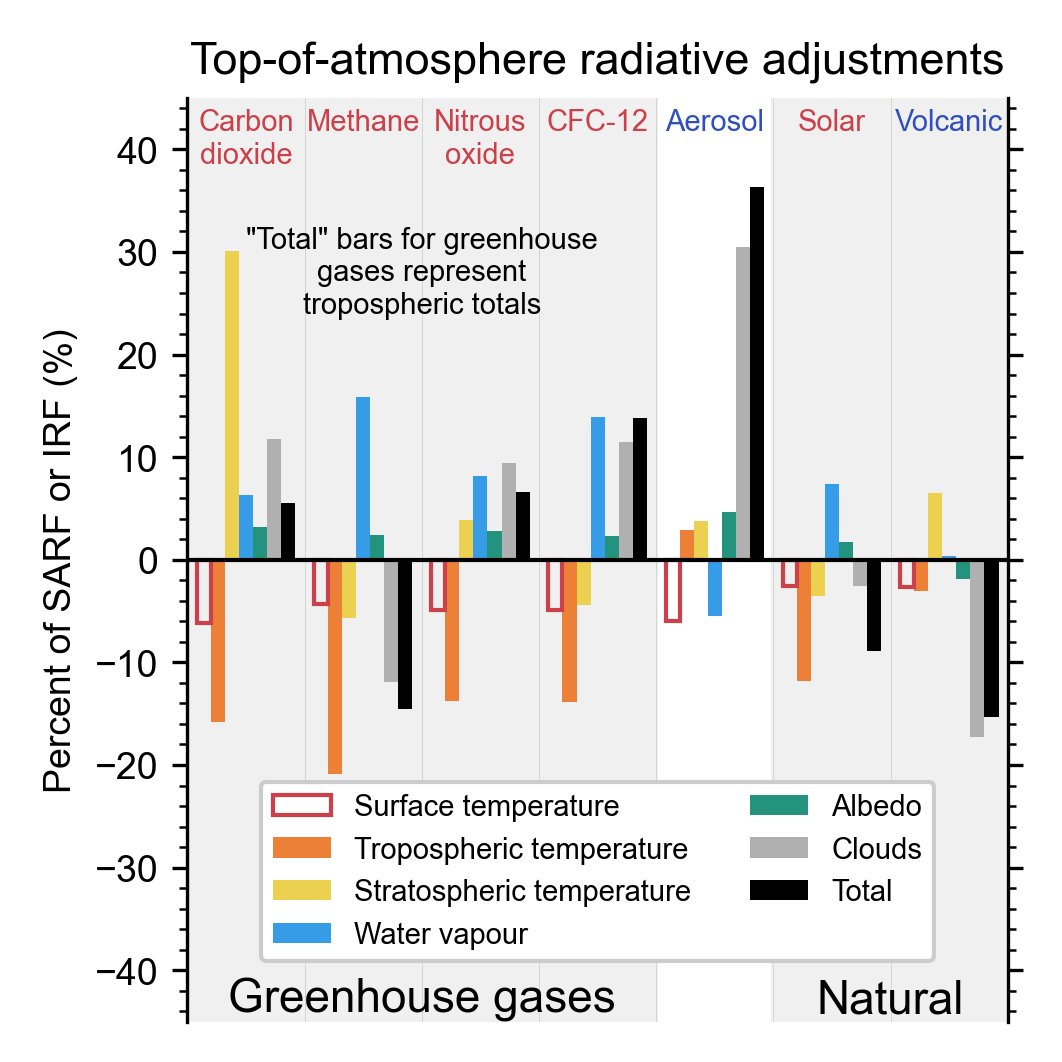 Top-of-atmosphere radiative adjustments
Carbon
dioxide
Methane
Nitrous
oxide
CFC-12
Aerosol
Solar
Volcanic
"Total" bars for greenhouse
gases represent
tropospheric totals
Percent of SARF or IRF (%)
40
30
20
10
0
−10
−20
−30
−40
Surface temperature
Tropospheric temperature
Stratospheric temperature
Water vapour
Albedo
Clouds
Total
Greenhouse gases
Natural